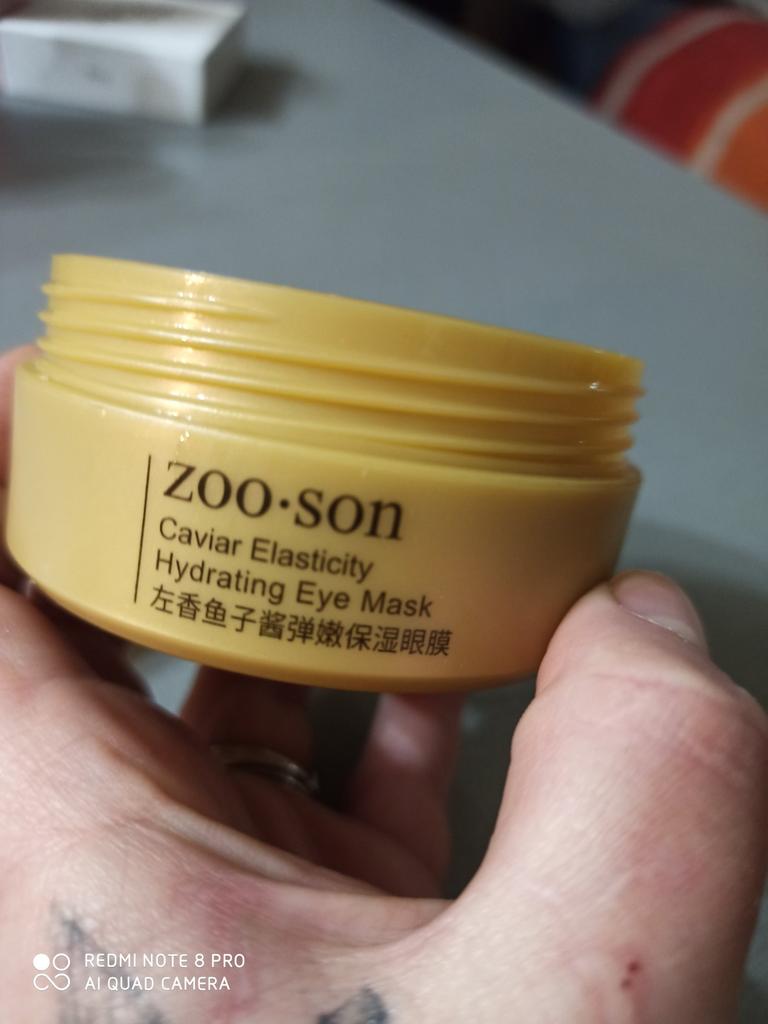 zoo·son
Caviar Elasticity
Hydrating Eye Mask
左香鱼子酱弹嫩保湿眼膜
REDMI NOTE 8 PRO
AI QUAD CAMERA